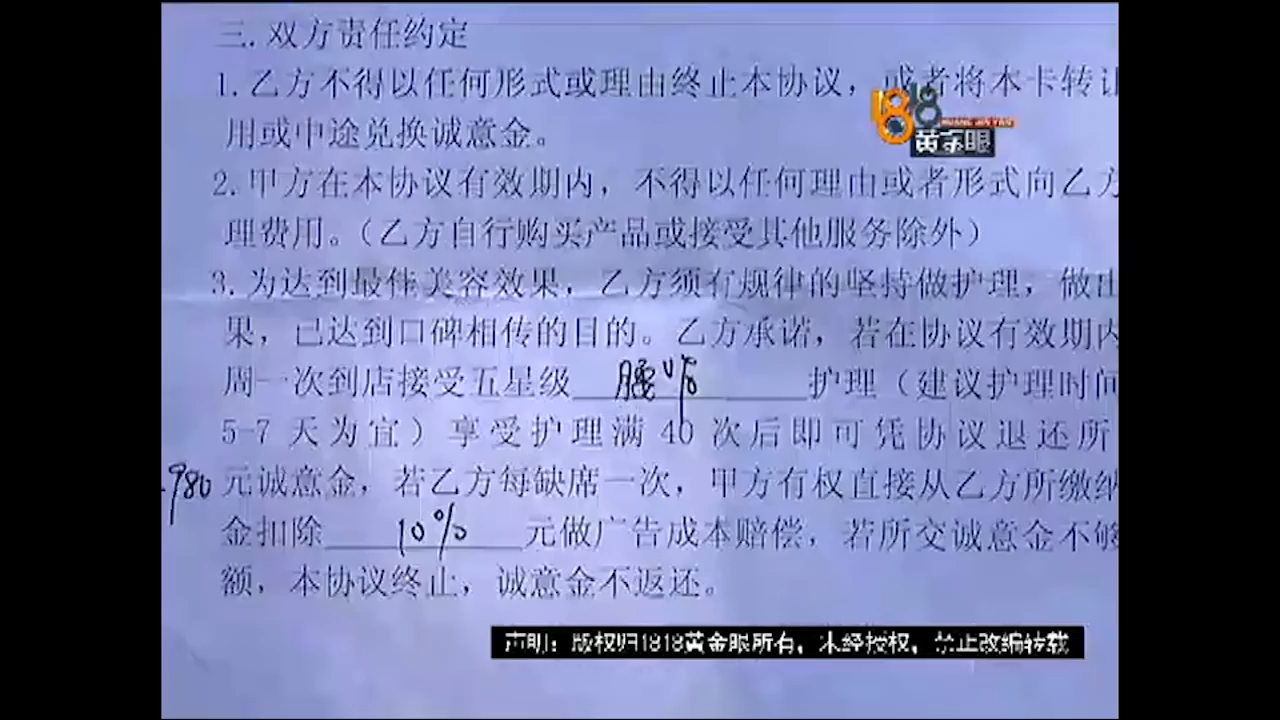 三.双方责任约定
1.乙方不得以任何形式或理由终止本协议,或者将本卡转让
用或中途兑换诚意金。
2.甲方在本协议有效期内,不得以任何理由或者形式向乙方
理费用。(乙方自行购买产品或接受其他服务除外)
3.为达到最佳美容效果,乙方须有规律的坚持做护理,做出
果,已达到口碑相传的目的。乙方承诺,若在协议有效期内
周一次到店接受五星级 腰 护理(建议护理时间
5-7 天为宜)享受护理满 40 次后即可凭协议退还所
980 元诚意金,若乙方每缺席一次,甲方有权直接从乙方所缴纳
金扣除 10% 元做广告成本赔偿,若所交诚意金不够
额,本协议终止,诚意金不返还。
1818
HUANG JIN YAN
黄金眼
声明:版权归1818黄金眼所有,未经授权,禁止改编转载